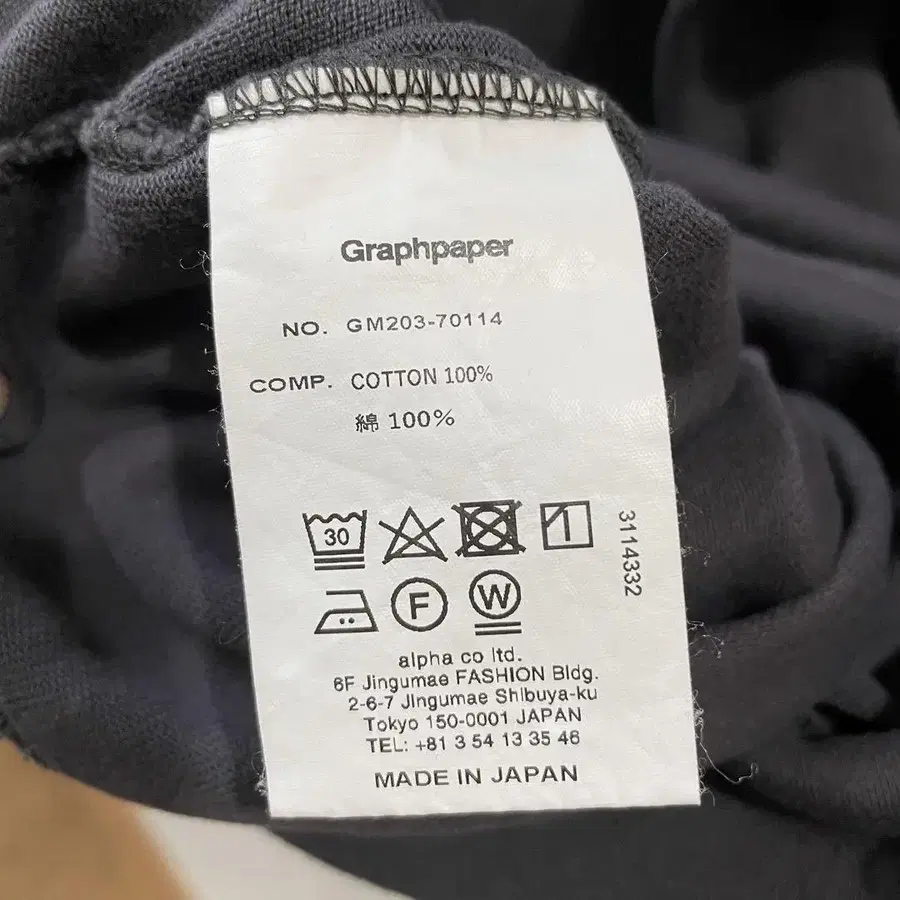 Graphpaper
NO. GM203-70114
COMP. COTTON 100%
綿 100%
30
3114332
F
W
alpha co ltd.
6F Jingumae FASHION Bldg.
2-6-7 Jingumae Shibuya-ku
Tokyo 150-0001 JAPAN
TEL: +81 3 54 13 35 46
MADE IN JAPAN